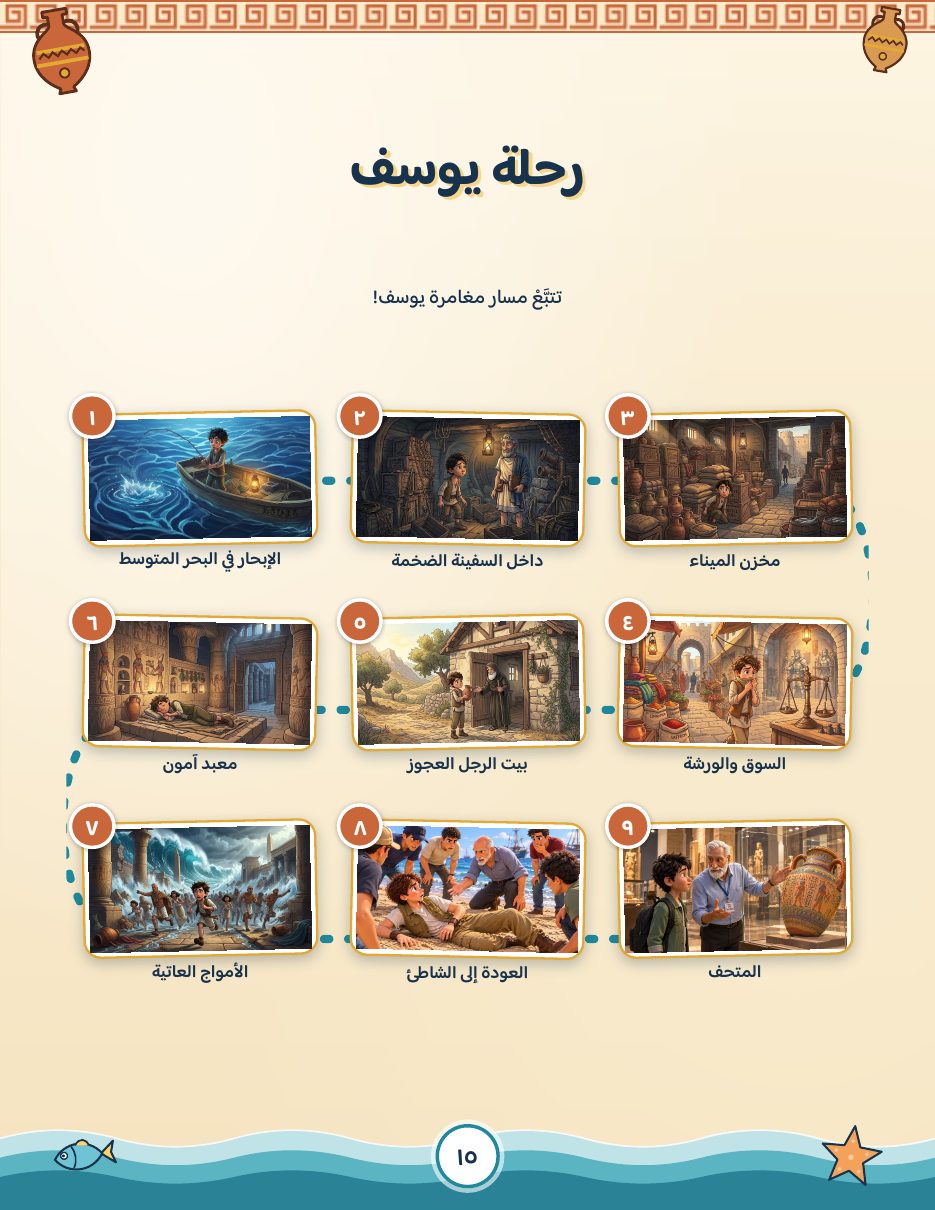 رحلة يوسف
تتبَّعْ مسار مغامرة يوسف!
١
الإبحار في البحر المتوسط
٢
داخل السفينة الضخمة
٣
مخزن الميناء
٤
السوق والورشة
٥
بيت الرجل العجوز
٦
معبد آمون
٧
الأمواج العاتية
٨
العودة إلى الشاطئ
٩
المتحف
١٥